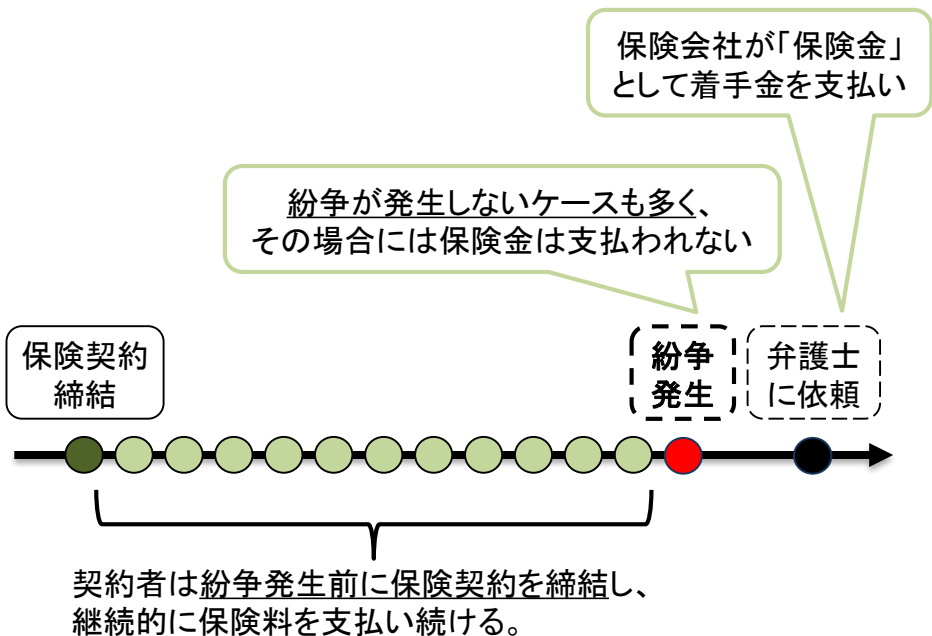 保険会社が「保険金」
として着手金を支払い
紛争が発生しないケースも多く、
その場合には保険金は支払われない
保険契約
締結
紛争
発生
弁護士
に依頼
契約者は紛争発生前に保険契約を締結し、
継続的に保険料を支払い続ける。